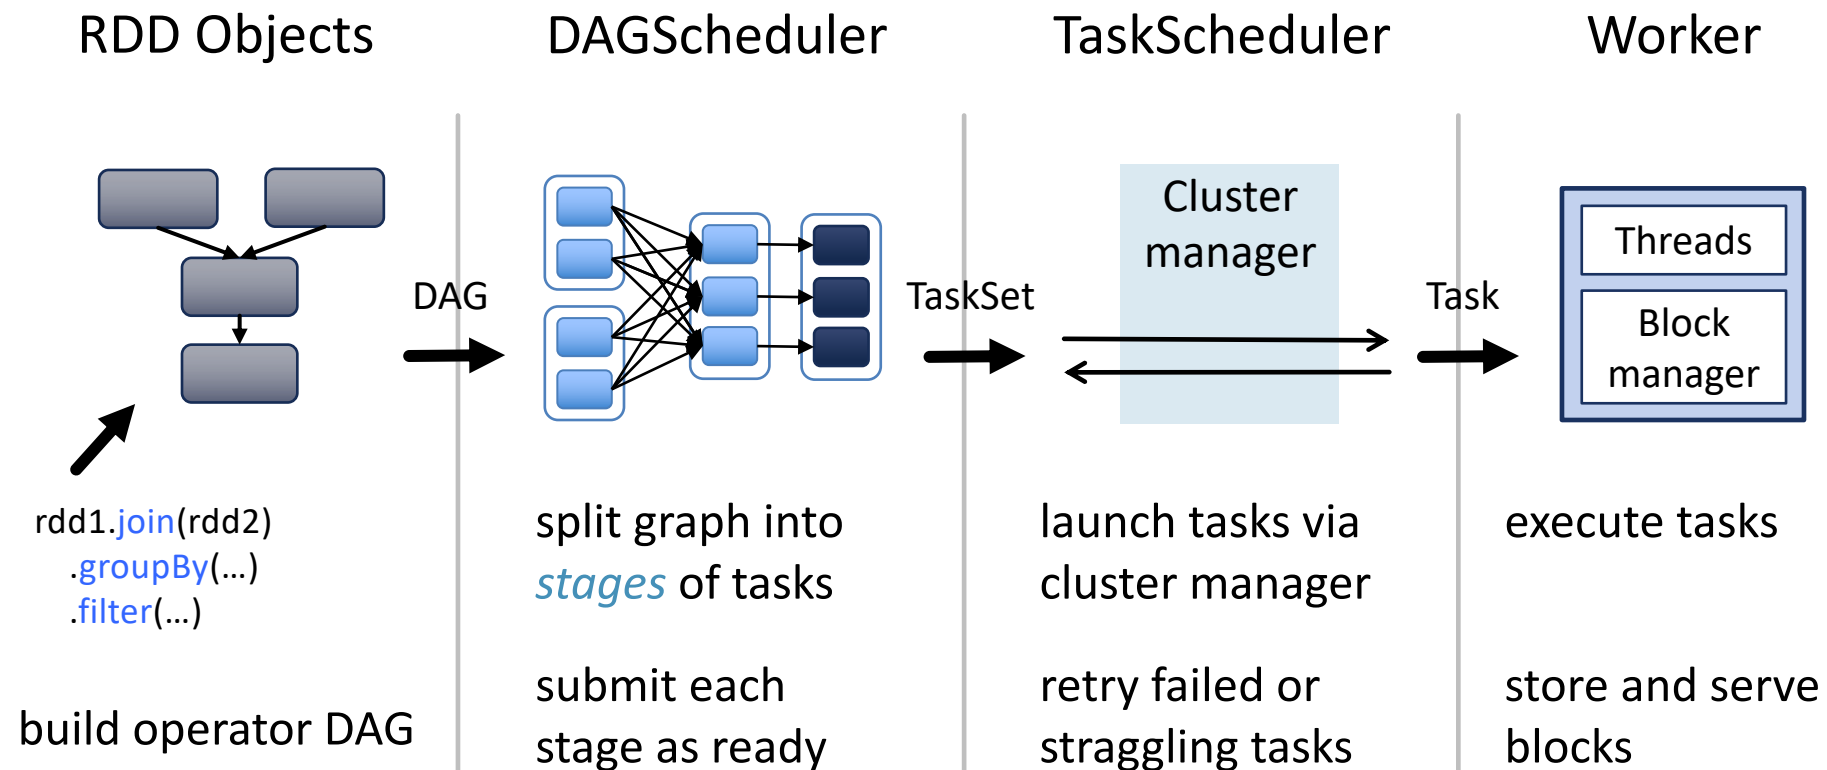 RDD Objects
DAGScheduler
TaskScheduler
Worker
DAG
TaskSet
Cluster
manager
Task
Threads
Block
manager
rdd1.join(rdd2)
.groupBy(…)
.filter(…)
build operator DAG
split graph into
stages of tasks
submit each
stage as ready
launch tasks via
cluster manager
retry failed or
straggling tasks
execute tasks
store and serve
blocks